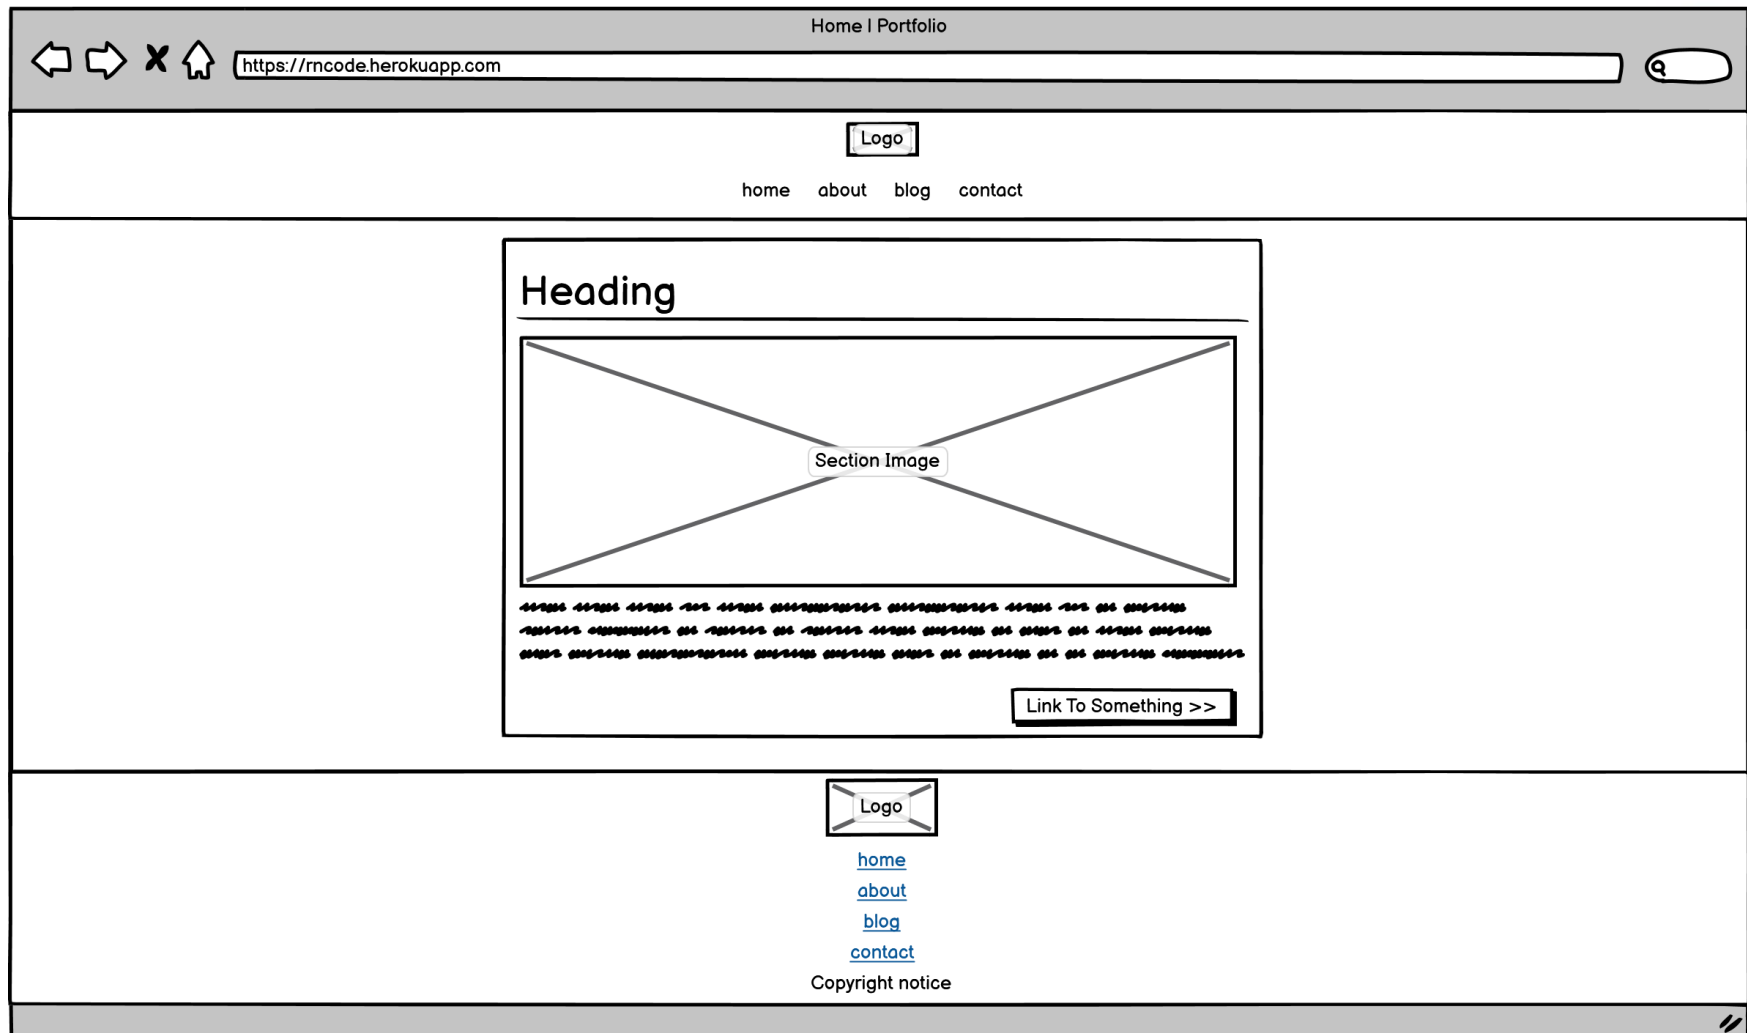 Home | Portfolio
https://rncode.herokuapp.com
Logo
home about blog contact
Heading
Section Image
Link To Something >>
Logo
home
about
blog
contact
Copyright notice